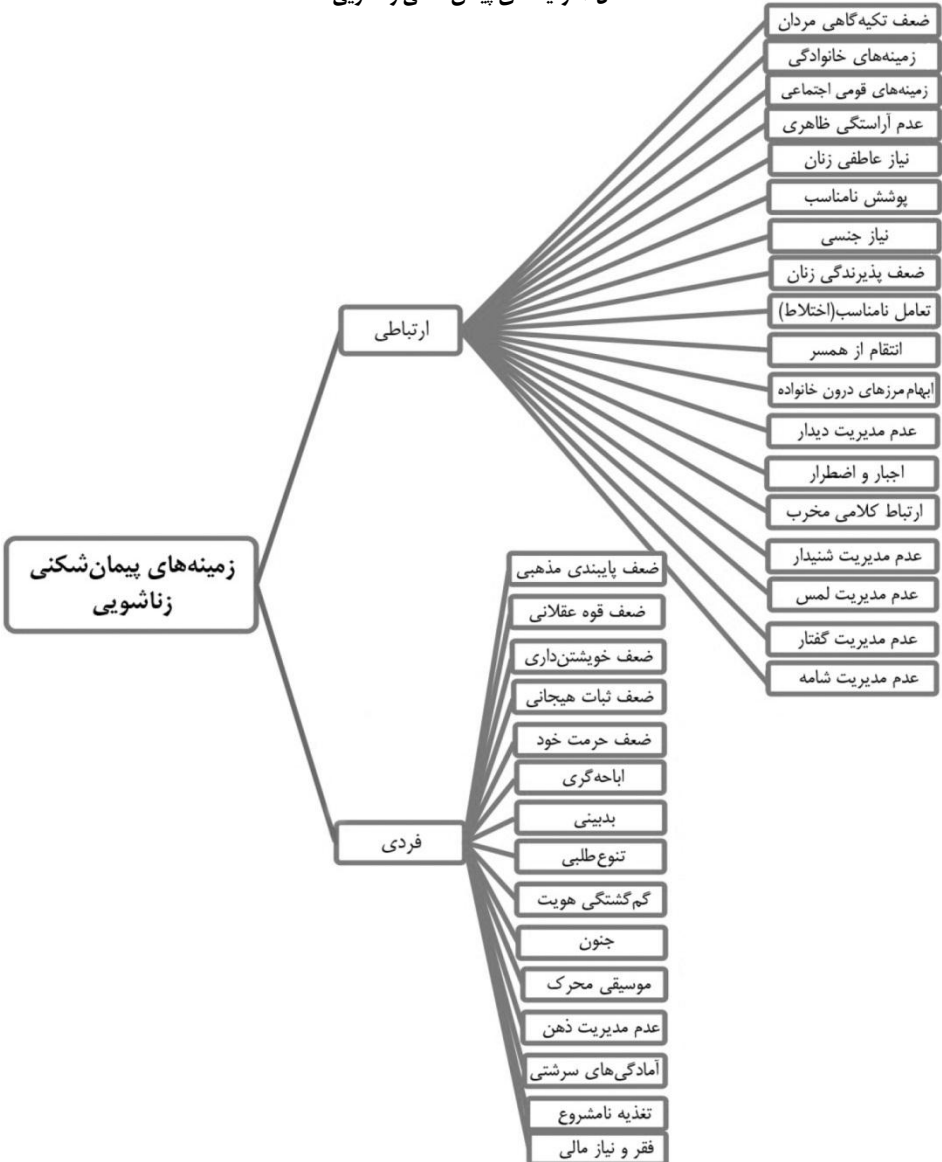 ضعف تکیه‌گاهی مردان
زمینه‌های خانوادگی
زمینه‌های قومی اجتماعی
عدم آراستگی ظاهری
نیاز عاطفی زنان
پوشش نامناسب
نیاز جنسی
ضعف پذیرندگی زنان
تعامل نامناسب(اختلاط)
انتقام از همسر
ابهام مرزهای درون خانواده
عدم مدیریت دیدار
اجبار و اضطرار
ارتباط کلامی مخرب
عدم مدیریت شنیدار
عدم مدیریت لمس
عدم مدیریت گفتار
عدم مدیریت شامه
ارتباطی
زمینه‌های پیمان‌شکنی
زناشویی
فردی
ضعف پایبندی مذهبی
ضعف قوه عقلانی
ضعف خویشتن‌داری
ضعف ثبات هیجانی
ضعف حرمت خود
اباحه‌گری
بدبینی
تنوع‌طلبی
گم‌گشتگی هویت
جنون
موسیقی محرک
عدم مدیریت ذهن
آمادگی‌های سرشتی
تغذیه نامشروع
فقر و نیاز مالی